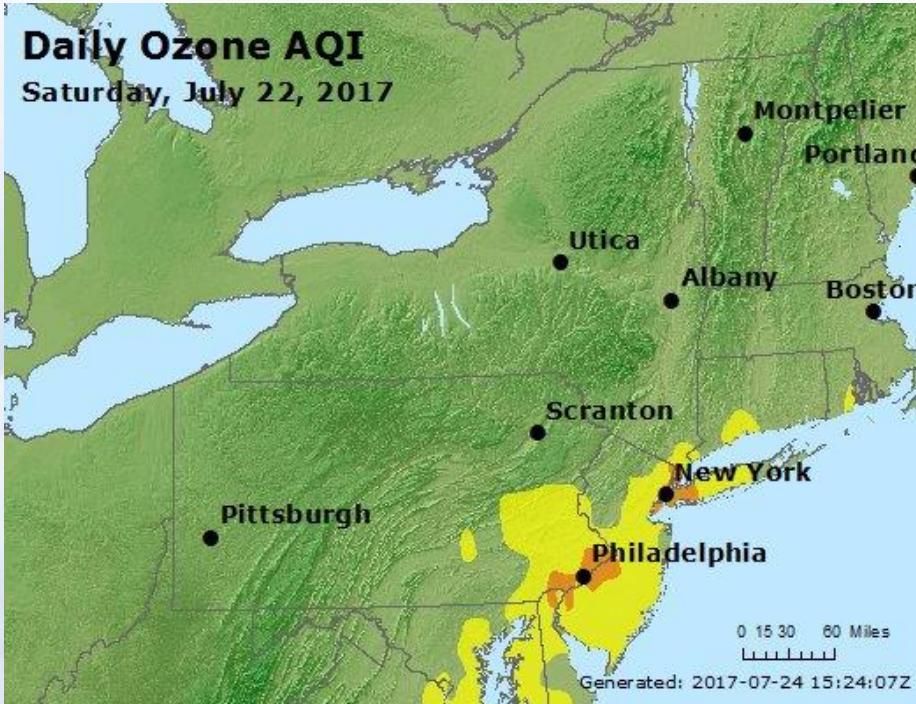 Daily Ozone AQI
Saturday, July 22, 2017
Montpelier
Portland
Utica
Albany
Boston
Scranton
New York
Pittsburgh
Philadelphia
0 15 30 60 Miles
Generated: 2017-07-24 15:24:07Z